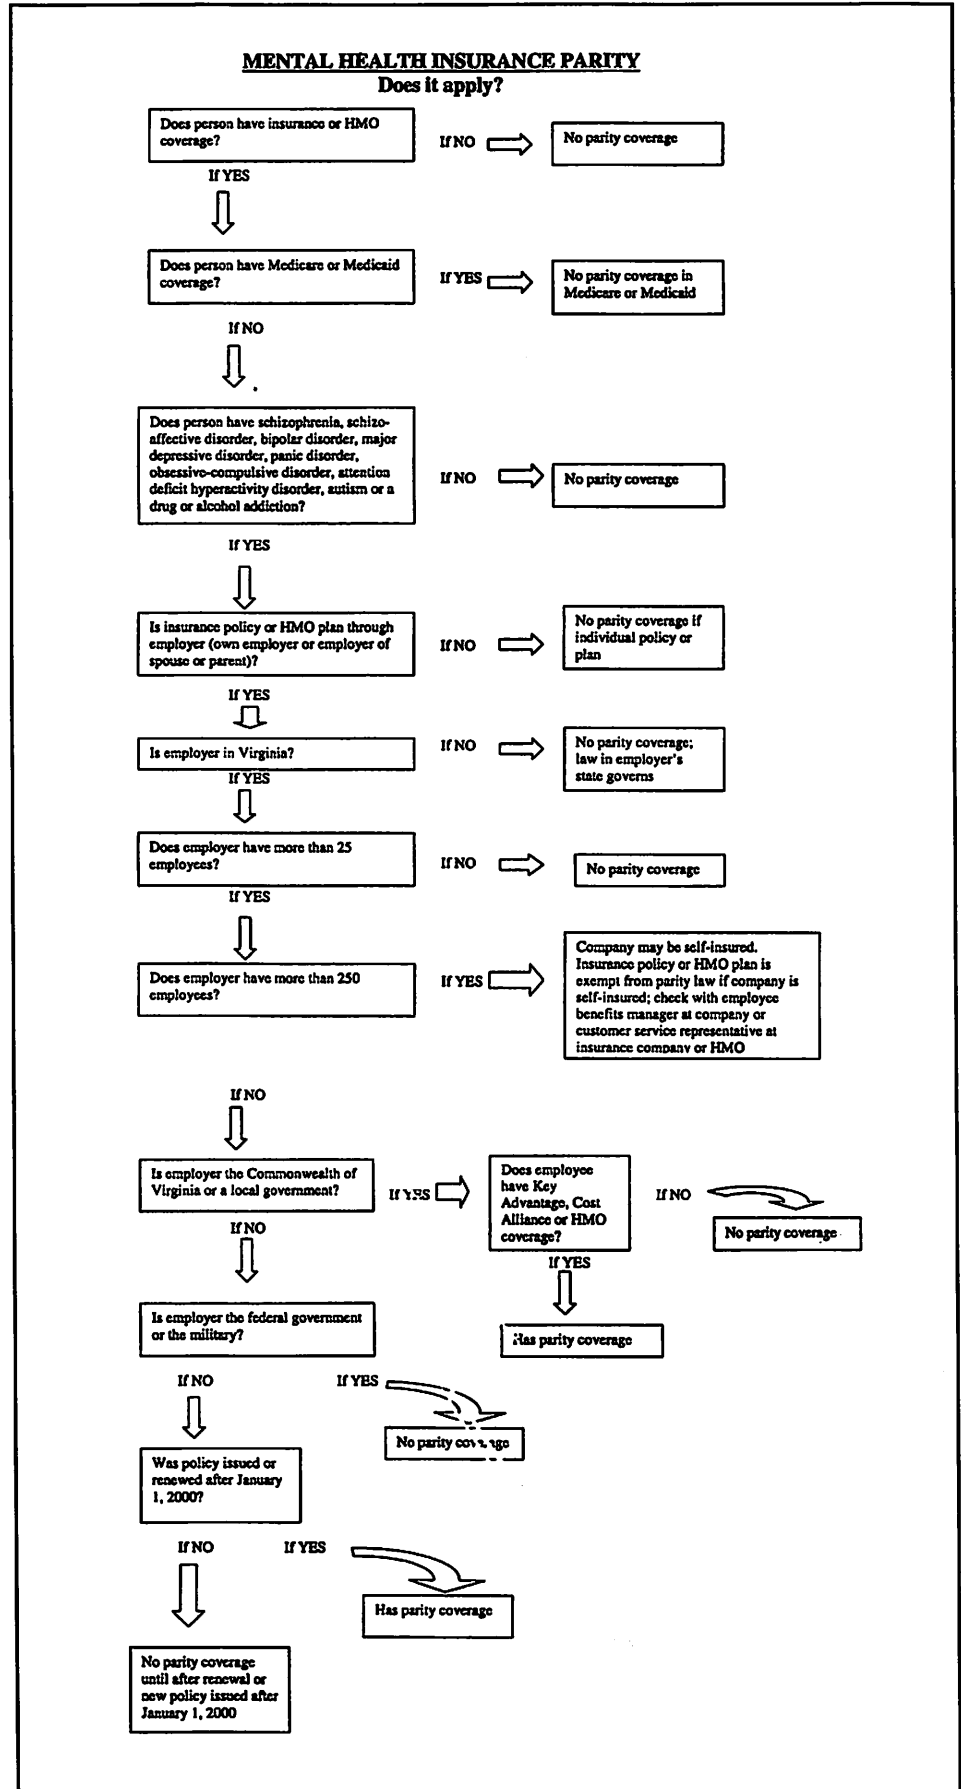 MENTAL HEALTH INSURANCE PARITY
Does it apply?
Does person have insurance or HMO
coverage?
If NO
No parity coverage
If YES
Does person have Medicare or Medicaid
coverage?
If YES
No parity coverage in
Medicare or Medicaid
If NO
Does person have schizophrenia, schizo-
affective disorder, bipolar disorder, major
depressive disorder, panic disorder,
obsessive-compulsive disorder, attention
deficit hyperactivity disorder, autism or a
drug or alcohol addiction?
If NO
No parity coverage
If YES
Is insurance policy or HMO plan through
employer (own employer or employer of
spouse or parent)?
If NO
No parity coverage if
individual policy or
plan
If YES
Is employer in Virginia?
If NO
No parity coverage;
law in employer's
state governs
If YES
Does employer have more than 25
employees?
If NO
No parity coverage
If YES
Does employer have more than 250
employees?
If YES
Company may be self-insured.
Insurance policy or HMO plan is
exempt from parity law if company is
self-insured; check with employee
benefits manager at company or
customer service representative at
insurance company or HMO
If NO
Is employer the Commonwealth of
Virginia or a local government?
If YES
Does employee
have Key
Advantage, Cost
Alliance or HMO
coverage?
If NO
No parity coverage
If YES
Has parity coverage
If NO
Is employer the federal government
or the military?
If NO
If YES
No parity coverage
Was policy issued or
renewed after January
1, 2000?
If NO
If YES
Has parity coverage
No parity coverage
until after renewal or
new policy issued after
January 1, 2000